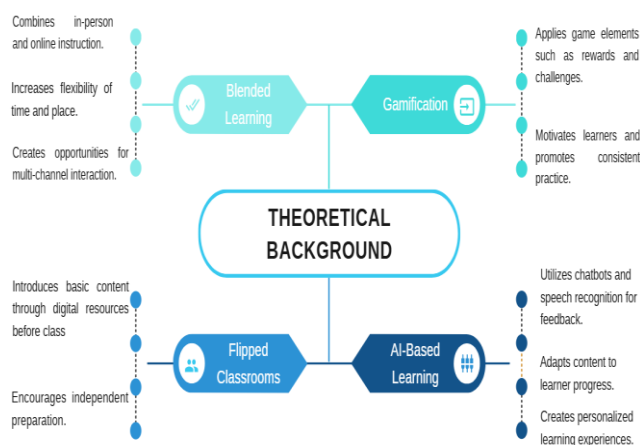 Combines in-person
and online instruction.
Increases flexibility of
time and place.
Creates opportunities for
multi-channel interaction.
Blended
Learning
Gamification
Applies game elements
such as rewards and
challenges.
Motivates learners and
promotes consistent
practice.
THEORETICAL
BACKGROUND
Introduces basic content
through digital resources
before class
Encourages independent
preparation.
Flipped
Classrooms
AI-Based
Learning
Utilizes chatbots and
speech recognition for
feedback.
Adapts content to
learner progress.
Creates personalized
learning experiences.